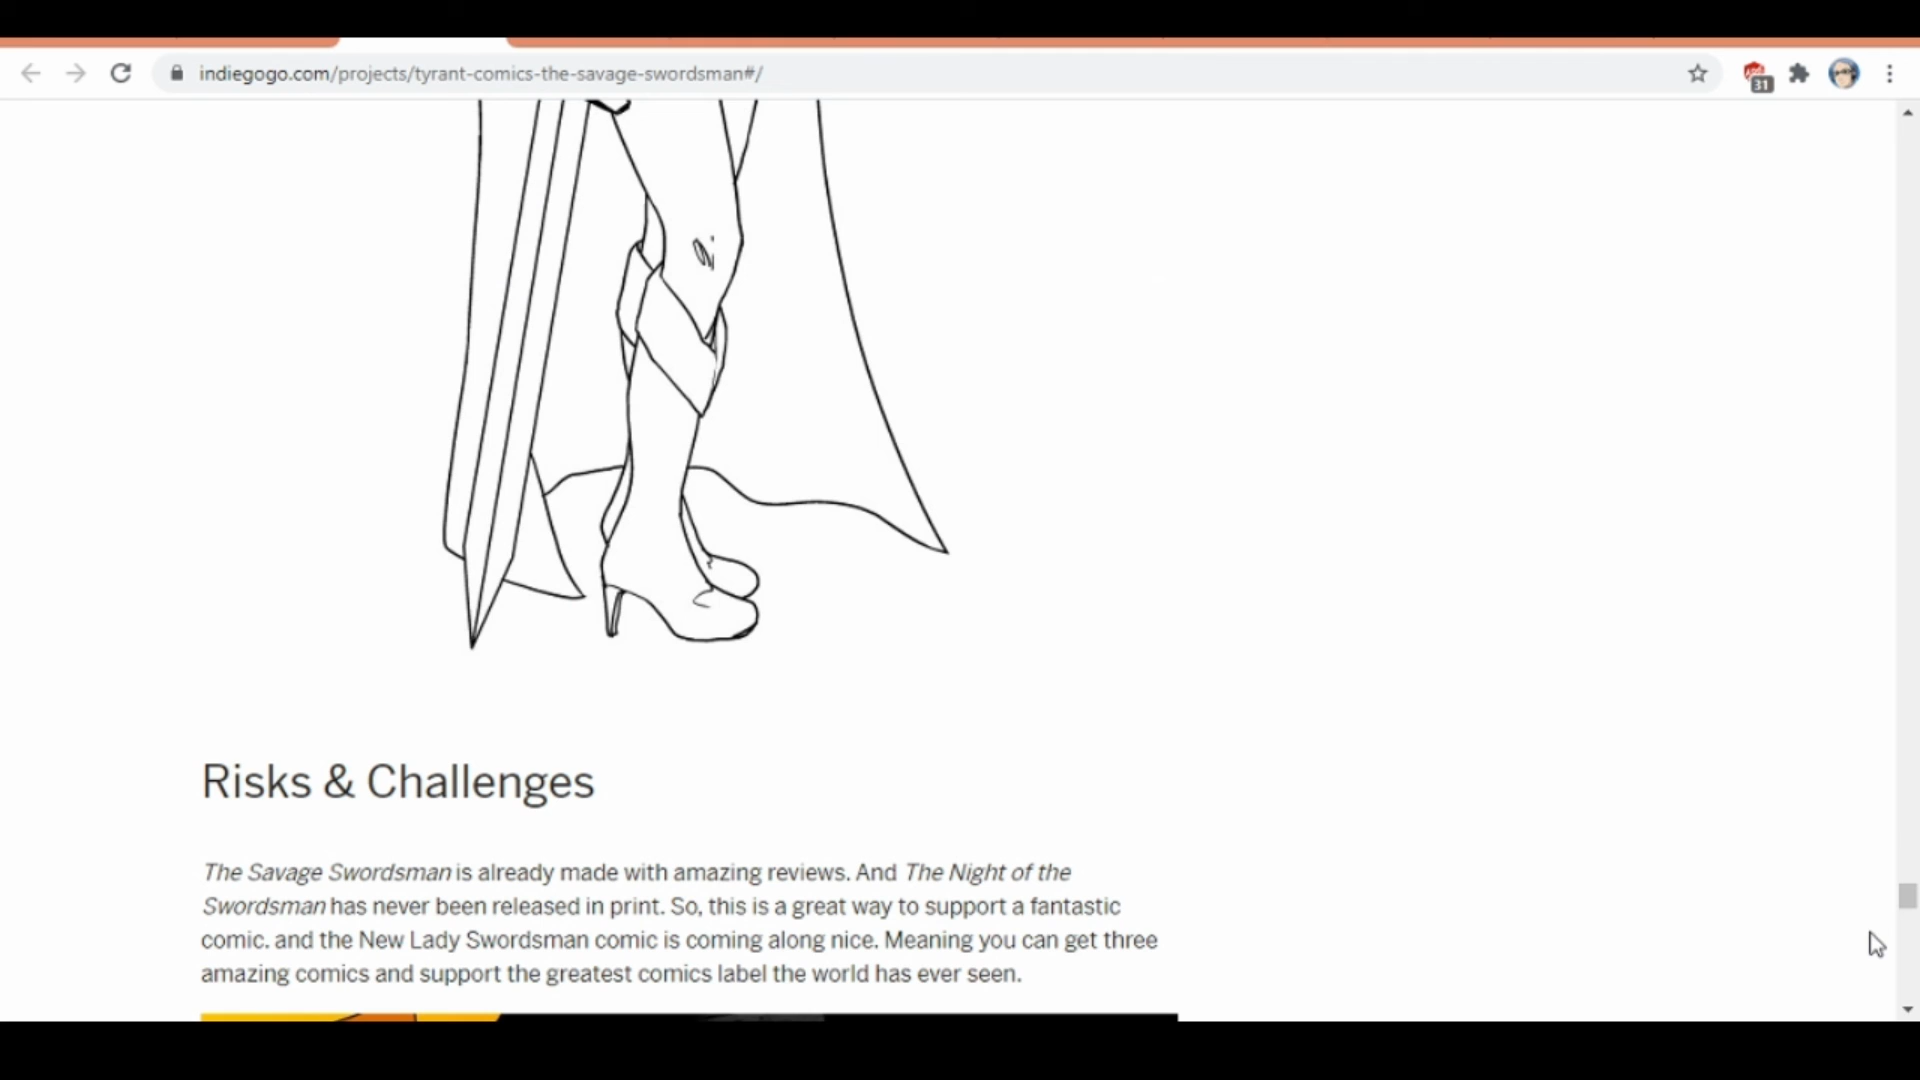 indiegogo.com/projects/tyrant-comics-the-savage-swordsman#/
31
Risks & Challenges
The Savage Swordsman is already made with amazing reviews. And The Night of the
Swordsman has never been released in print. So, this is a great way to support a fantastic
comic. and the New Lady Swordsman comic is coming along nice. Meaning you can get three
amazing comics and support the greatest comics label the world has ever seen.